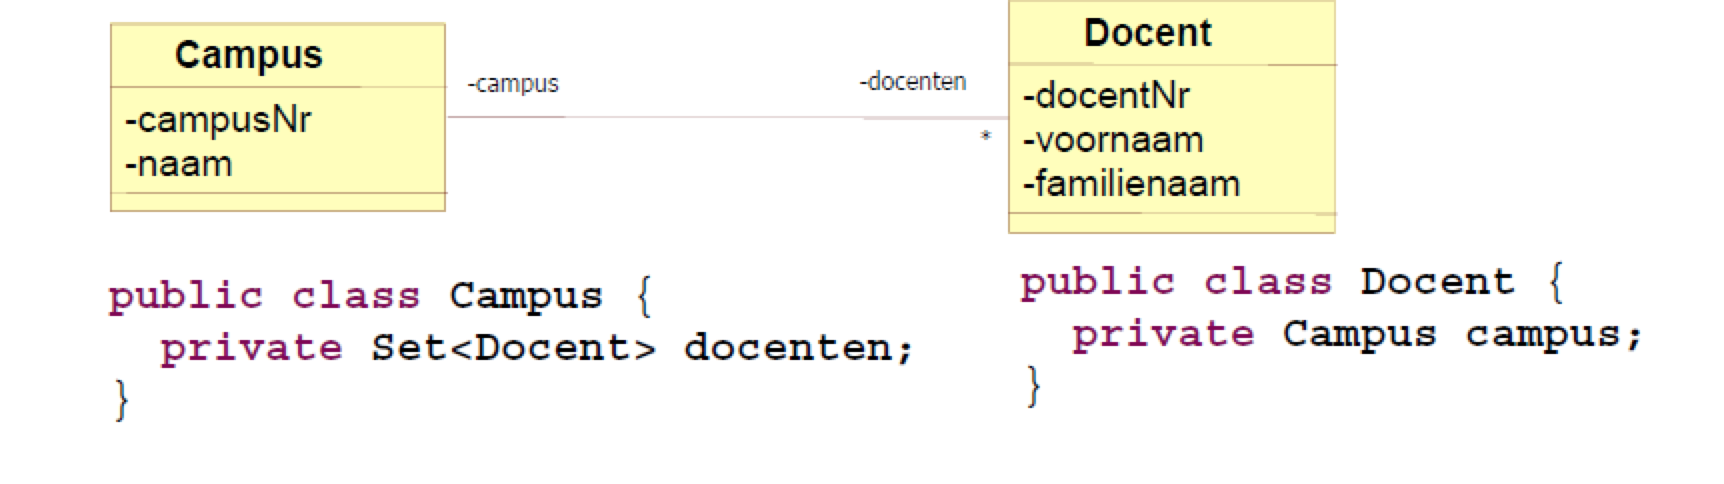 Campus
-campusNr
-naam
-campus
-docenten
*
Docent
-docentNr
-voornaam
-familienaam
public class Campus {
  private Set<Docent> docenten;
}
public class Docent {
  private Campus campus;
}